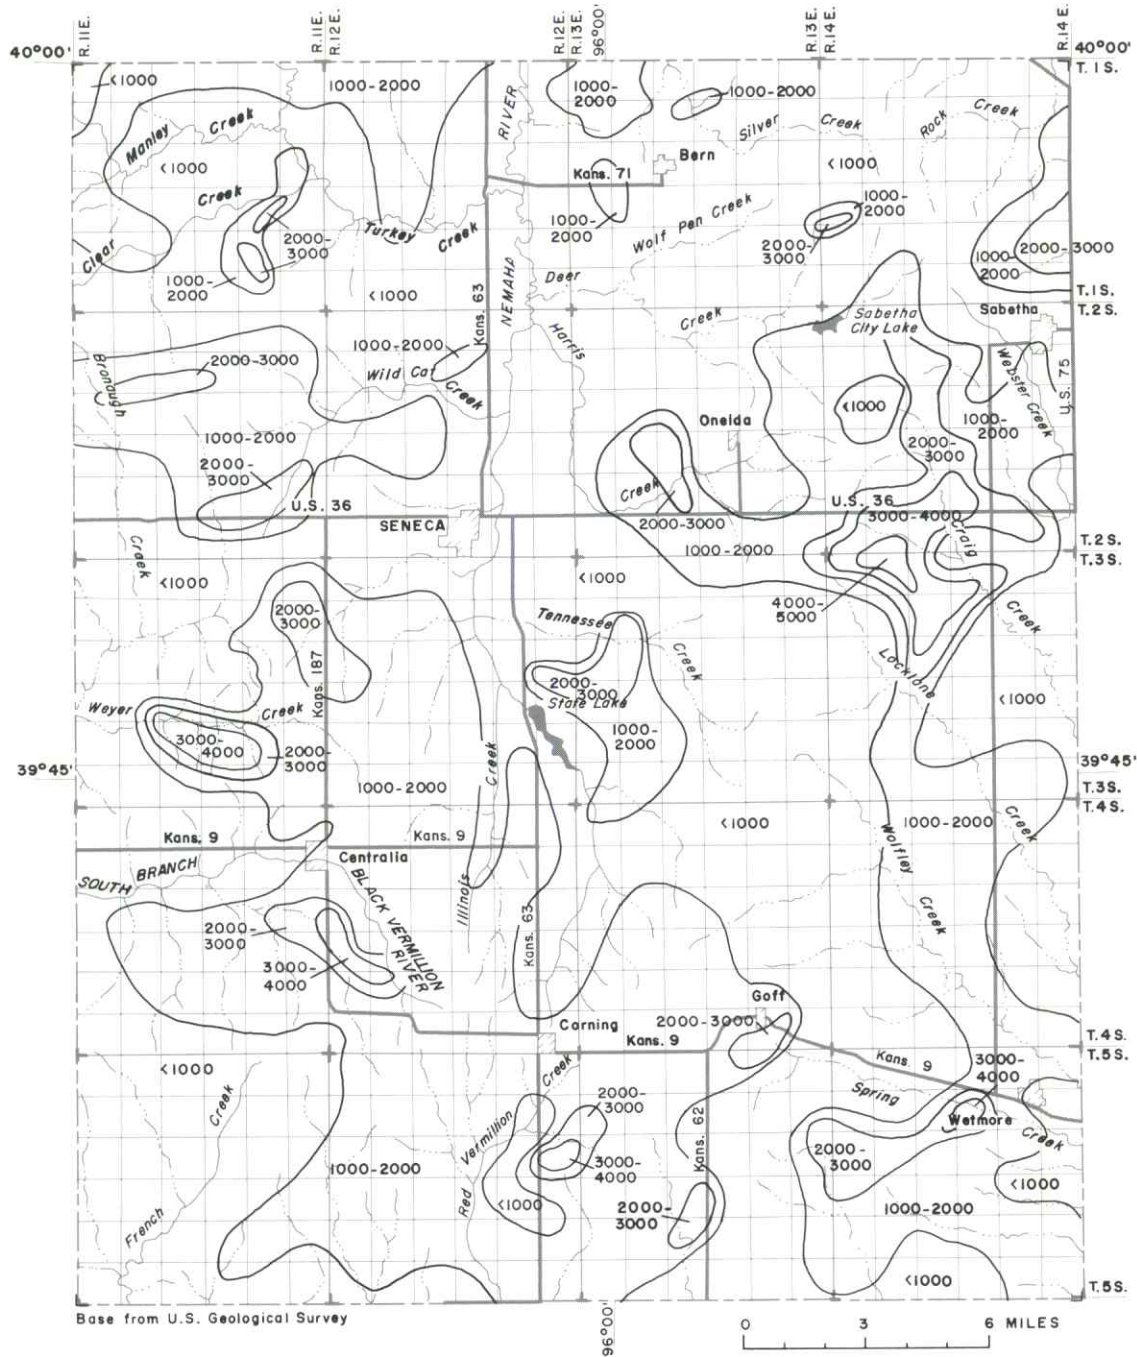 R.11E.
R.11E.
R.12E.
R.12E.
R.13E.
96°00'
R.13E.
R.14E.
R.14E.
40°00'
40°00'
T.1S.
<1000
1000-2000
1000-
2000
1000-2000
RIVER
Manley
Creek
Silver
Creek
Rock
Creek
<1000
Bern
Kans. 71
<1000
Creek
1000-
2000
1000-
2000
Turkey
Creek
Wolf Pen Creek
2000-
3000
2000-
3000
Clear
1000-
2000
2000-3000
1000-
2000
NEMAHA
Deer
<1000
Kans. 63
T.1S.
T.2S.
Creek
Sabetha
City Lake
Sabetha
Harris
1000-2000
2000-3000
Wild Cat
Creek
Bronaugh
Webster Creek
U.S. 75
<1000
Oneida
1000-
2000
1000-2000
2000-
3000
2000-
3000
Creek
U.S. 36
U.S. 36
2000-3000
3000-4000
SENECA
1000-2000
Craig
T.2S.
T.3S.
Creek
<1000
<1000
4000-
5000
2000-
3000
Tennessee
Creek
Creek
Locklone
Kans. 187
2000-
3000
State Lake
Weyer
Creek
<1000
1000-
2000
3000-
4000
2000-
3000
Creek
39°45'
39°45'
1000-2000
T.3S.
T.4S.
Kans. 9
Kans. 9
<1000
1000-2000
Wolfley
Creek
Creek
SOUTH BRANCH
Centralia
BLACK VERMILLION
RIVER
Illinois
Kans. 63
2000-
3000
3000-
4000
Goff
2000-3000
Corning
Kans. 9
Kans. 9
T.4S.
T.5S.
<1000
Creek
3000-
4000
Spring
Creek
Wetmore
2000-
3000
Creek
Vermillion
Red
Kans. 62
3000-
4000
2000-
3000
1000-2000
<1000
<1000
2000-
3000
1000-2000
French
<1000
T.5S.
Base from U.S. Geological Survey
96°00'
0 3 6 MILES